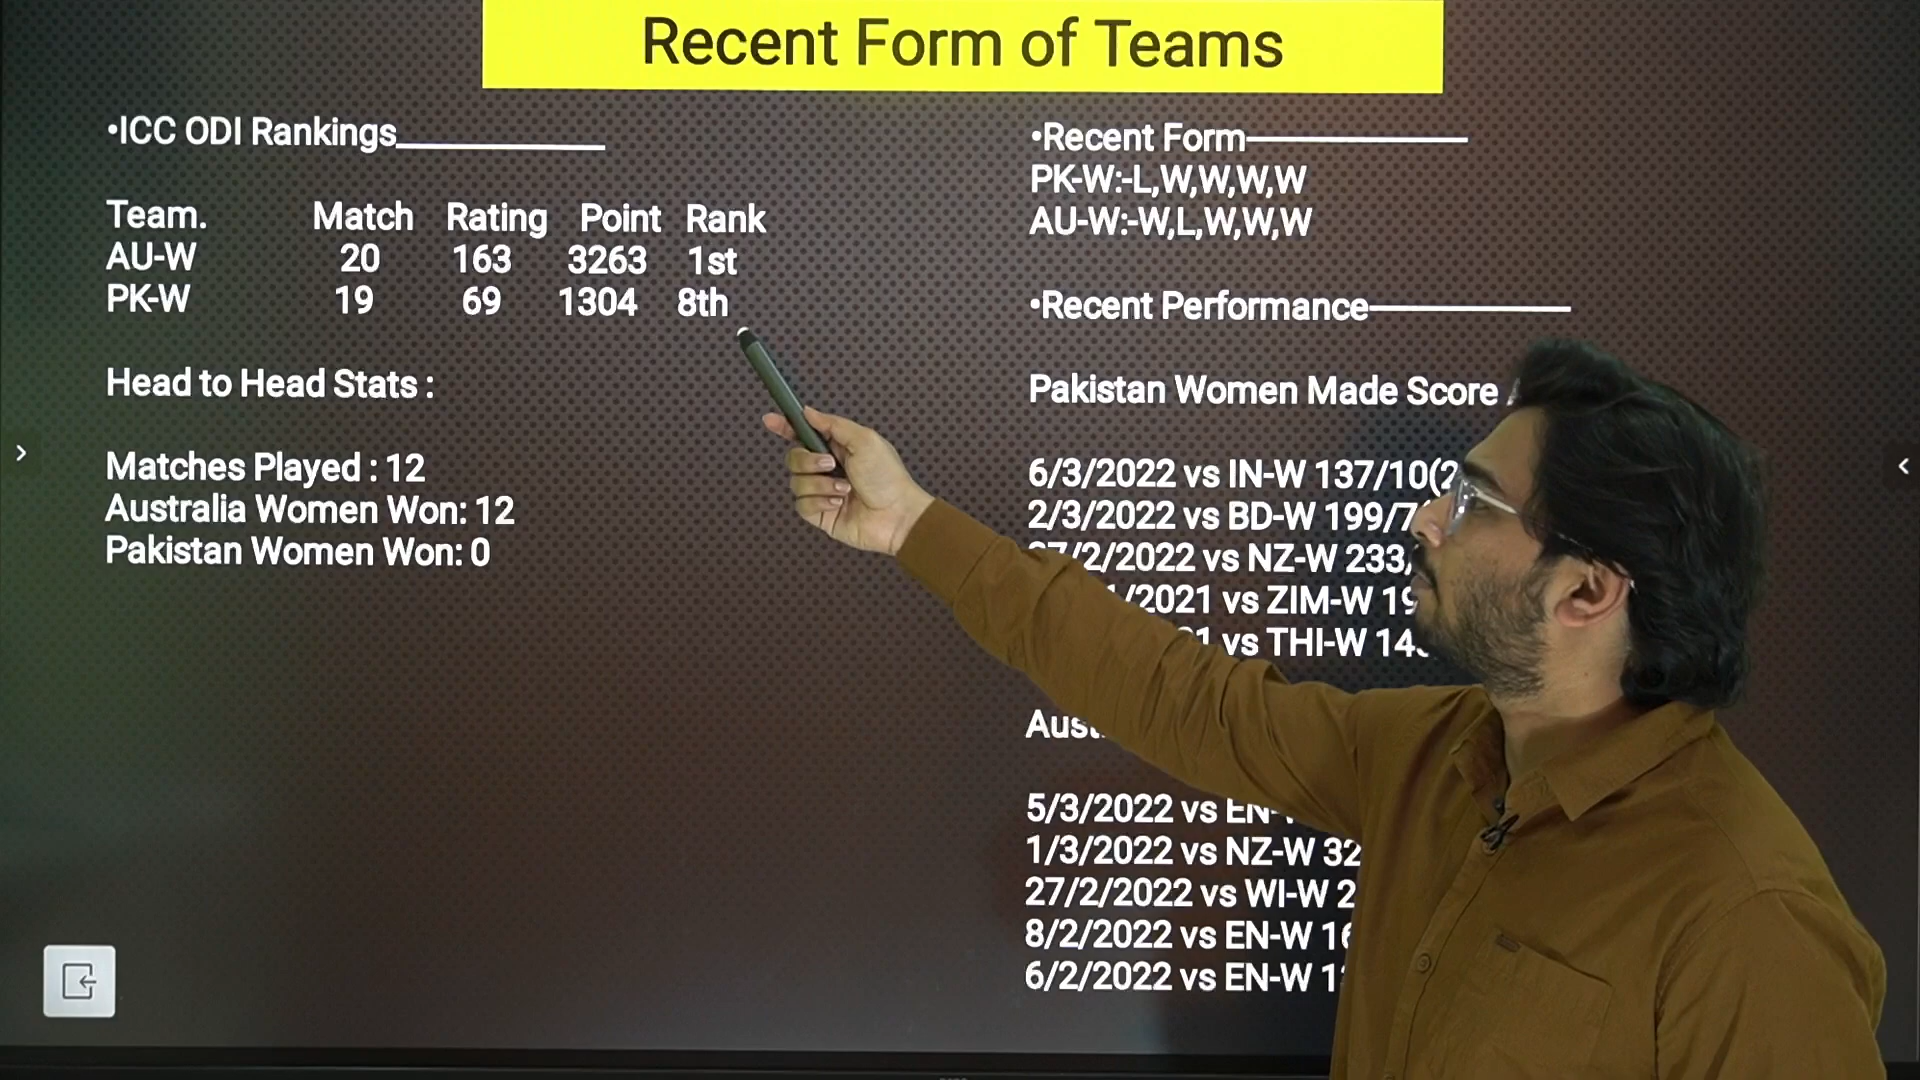 Recent Form of Teams
•ICC ODI Rankings
Team. Match Rating Point Rank
AU-W 20 163 3263 1st
PK-W 19 69 1304 8th
Head to Head Stats :
Matches Played : 12
Australia Women Won: 12
Pakistan Women Won: 0
•Recent Form
PK-W:-L,W,W,W,W
AU-W:-W,L,W,W,W
•Recent Performance
Pakistan Women Made Score
6/3/2022 vs IN-W 137/10(2
2/3/2022 vs BD-W 199/7
/2/2022 vs NZ-W 233
/2021 vs ZIM-W 19
vs THI-W 14
5/3/2022 vs EN-
1/3/2022 vs NZ-W 32
27/2/2022 vs WI-W 2
8/2/2022 vs EN-W 16
6/2/2022 vs EN-W 1